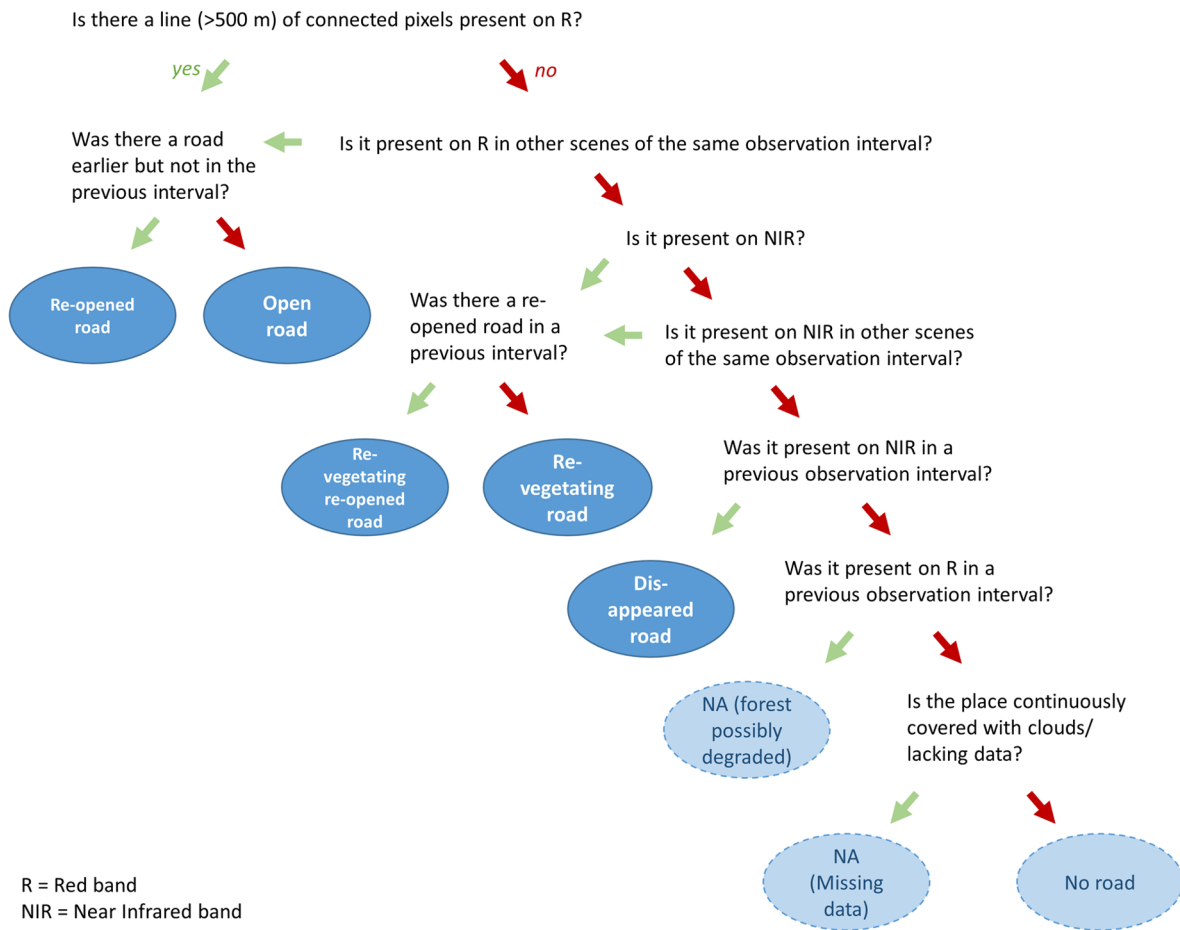 Is there a line (>500 m) of connected pixels present on R?
yes
no
Was there a road
earlier but not in the
previous interval?
Is it present on R in other scenes of the same observation interval?
Is it present on NIR?
Re-opened
road
Open
road
Was there a re-
opened road in a
previous interval?
Is it present on NIR in other scenes
of the same observation interval?
Re-
vegetating
re-opened
road
Re-
vegetating
road
Was it present on NIR in a
previous observation interval?
Dis-
appeared
road
Was it present on R in a
previous observation interval?
NA (forest
possibly
degraded)
Is the place continuously
covered with clouds/
lacking data?
NA
(Missing
data)
No road
R = Red band
NIR = Near Infrared band